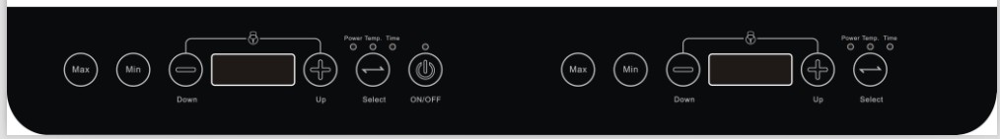 Power Temp. Time
Max
Min
Down
Up
Select
ON/OFF
Power Temp. Time
Max
Min
Down
Up
Select